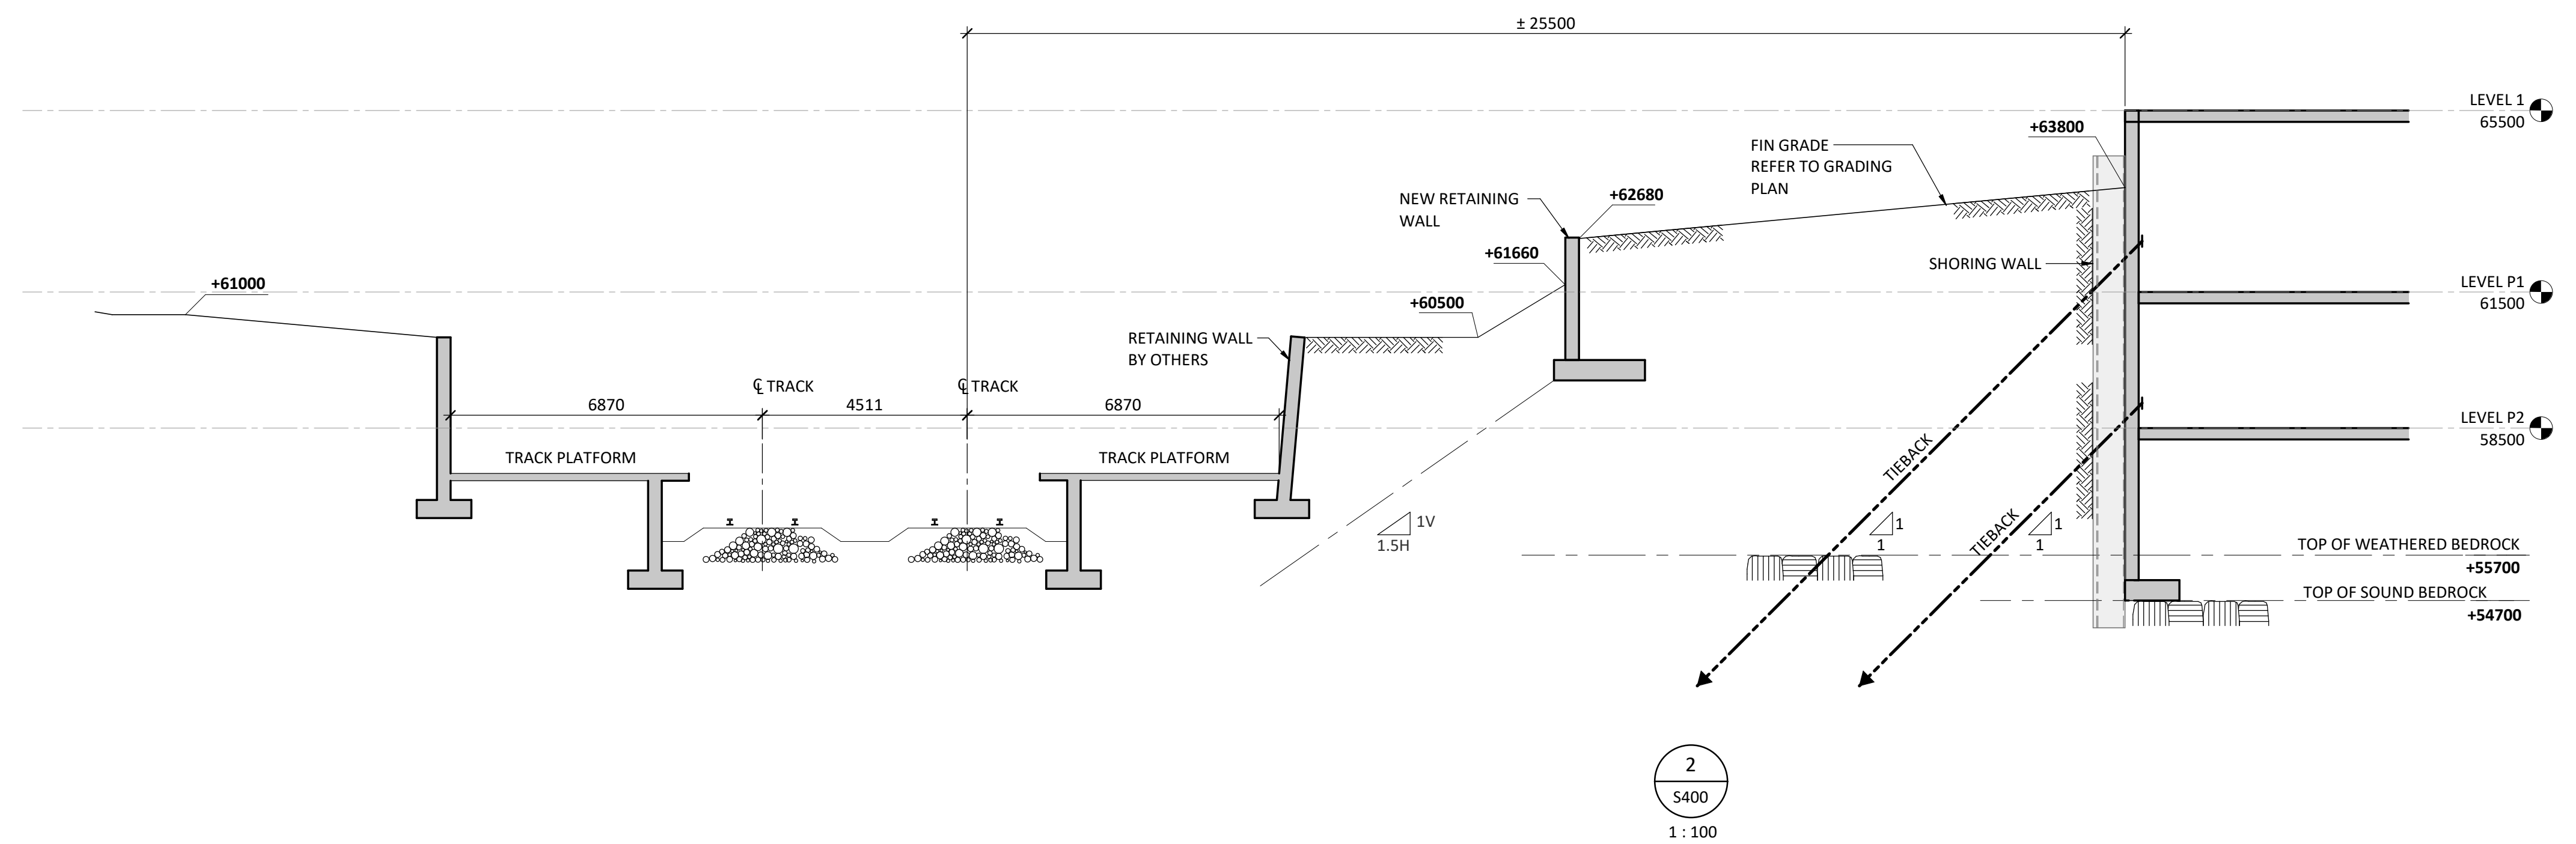 ± 25500
LEVEL 1
65500
+63800
FIN GRADE
REFER TO GRADING
PLAN
NEW RETAINING
WALL
+62680
+61660
SHORING WALL
+61000
LEVEL P1
61500
+60500
RETAINING WALL
BY OTHERS
℄ TRACK
℄ TRACK
6870
4511
6870
LEVEL P2
58500
TRACK PLATFORM
TRACK PLATFORM
TIEBACK
1V
1.5H
1
1
TIEBACK
1
1
TOP OF WEATHERED BEDROCK
+55700
TOP OF SOUND BEDROCK
+54700
2
S400
1 : 100